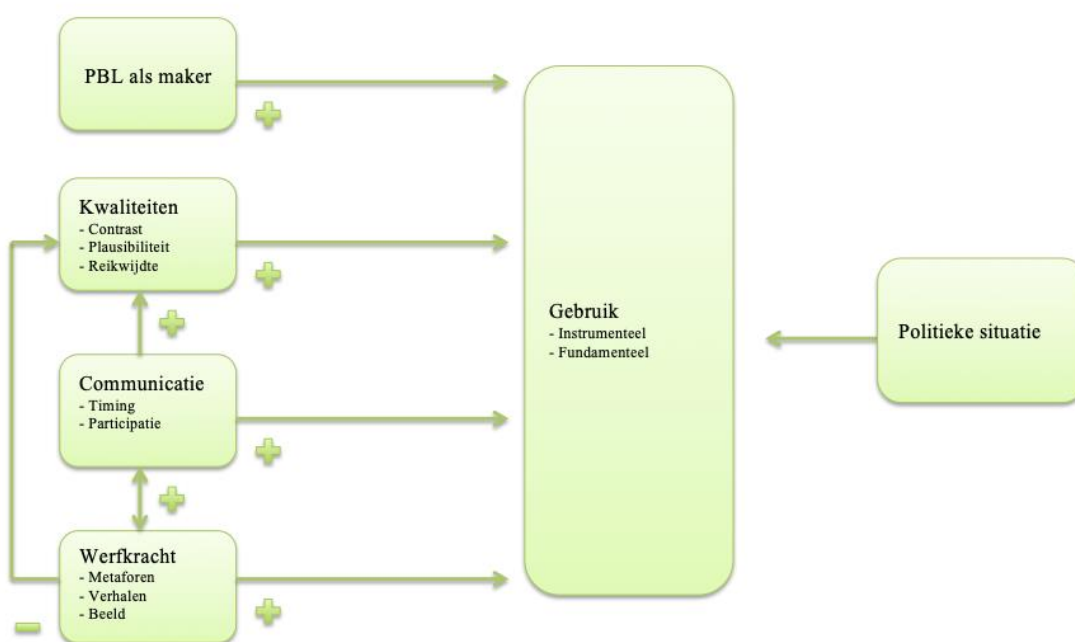 PBL als maker
Kwaliteiten
- Contrast
- Plausibiliteit
- Reikwijdte
Communicatie
- Timing
- Participatie
Werfkracht
- Metaforen
- Verhalen
- Beeld
Gebruik
- Instrumenteel
- Fundamenteel
Politieke situatie